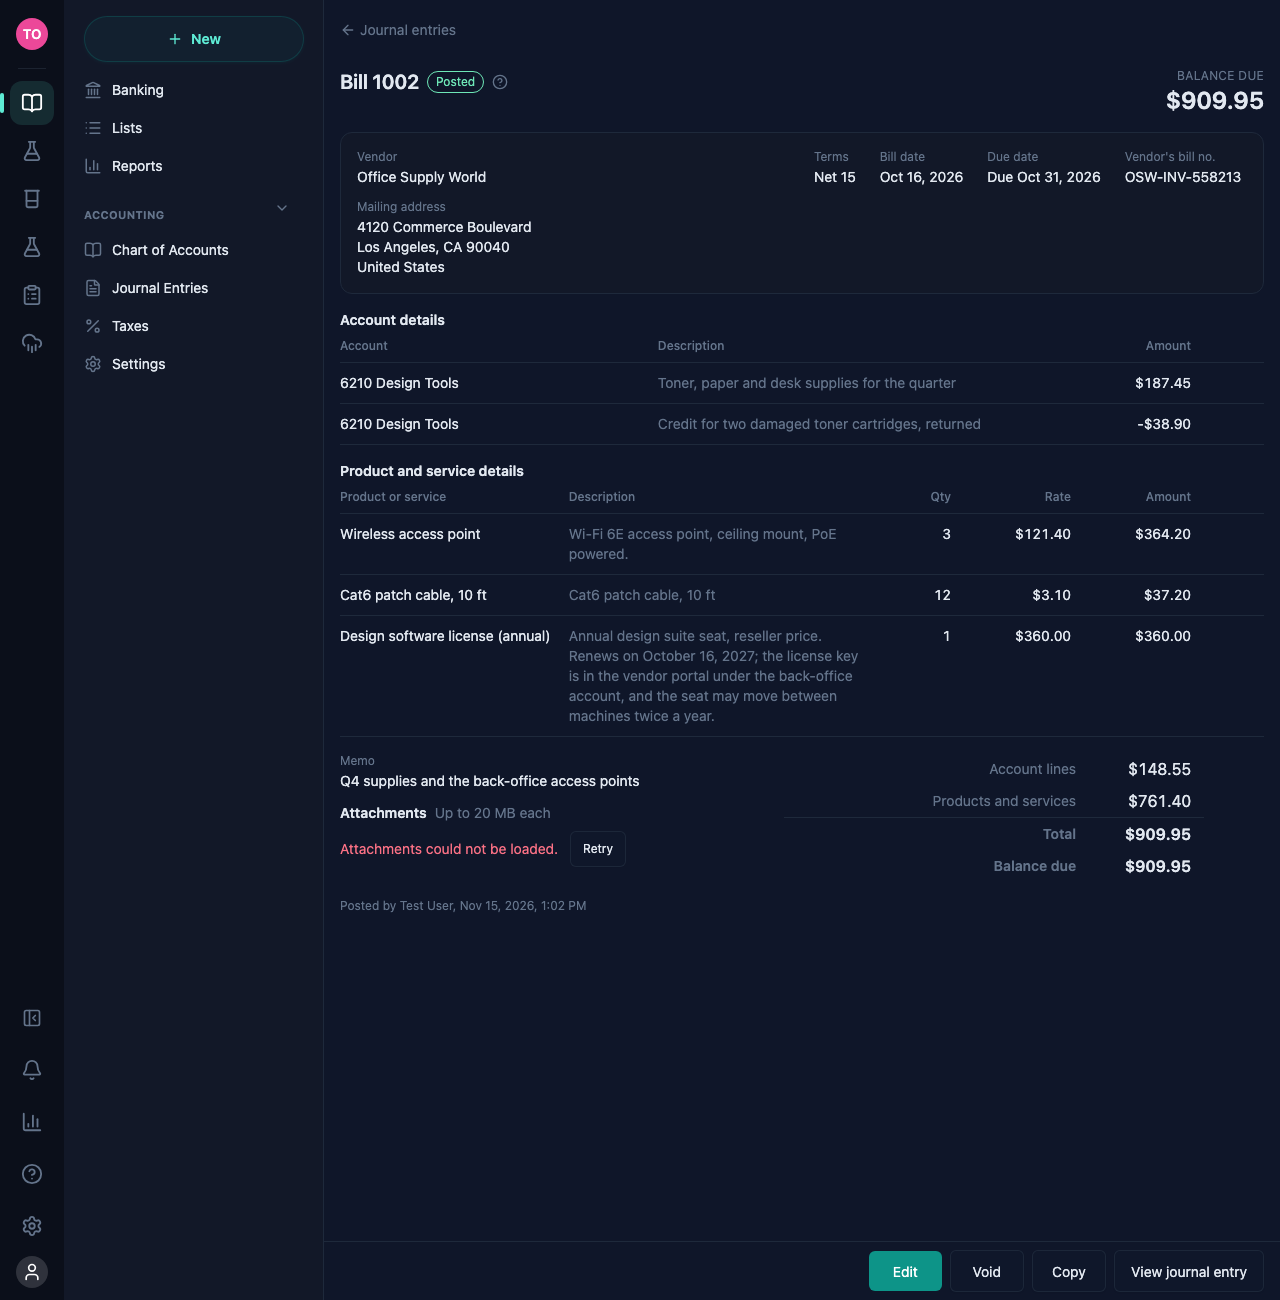 TO
New
Banking
Lists
Reports
ACCOUNTING
Chart of Accounts
Journal Entries
Taxes
Settings
Journal entries
Bill 1002
Posted
BALANCE DUE
$909.95
Vendor
Office Supply World
Terms
Net 15
Bill date
Oct 16, 2026
Due date
Due Oct 31, 2026
Vendor's bill no.
OSW-INV-558213
Mailing address
4120 Commerce Boulevard
Los Angeles, CA 90040
United States
Account details
Account Description Amount
6210 Design Tools Toner, paper and desk supplies for the quarter $187.45
6210 Design Tools Credit for two damaged toner cartridges, returned -$38.90
Product and service details
Product or service Description Qty Rate Amount
Wireless access point Wi-Fi 6E access point, ceiling mount, PoE 3 $121.40 $364.20
powered.
Cat6 patch cable, 10 ft Cat6 patch cable, 10 ft 12 $3.10 $37.20
Design software license (annual) Annual design suite seat, reseller price. 1 $360.00 $360.00
Renews on October 16, 2027; the license key
is in the vendor portal under the back-office
account, and the seat may move between
machines twice a year.
Memo
Q4 supplies and the back-office access points
Attachments Up to 20 MB each
Attachments could not be loaded. Retry
Account lines $148.55
Products and services $761.40
Total $909.95
Balance due $909.95
Posted by Test User, Nov 15, 2026, 1:02 PM
Edit
Void
Copy
View journal entry